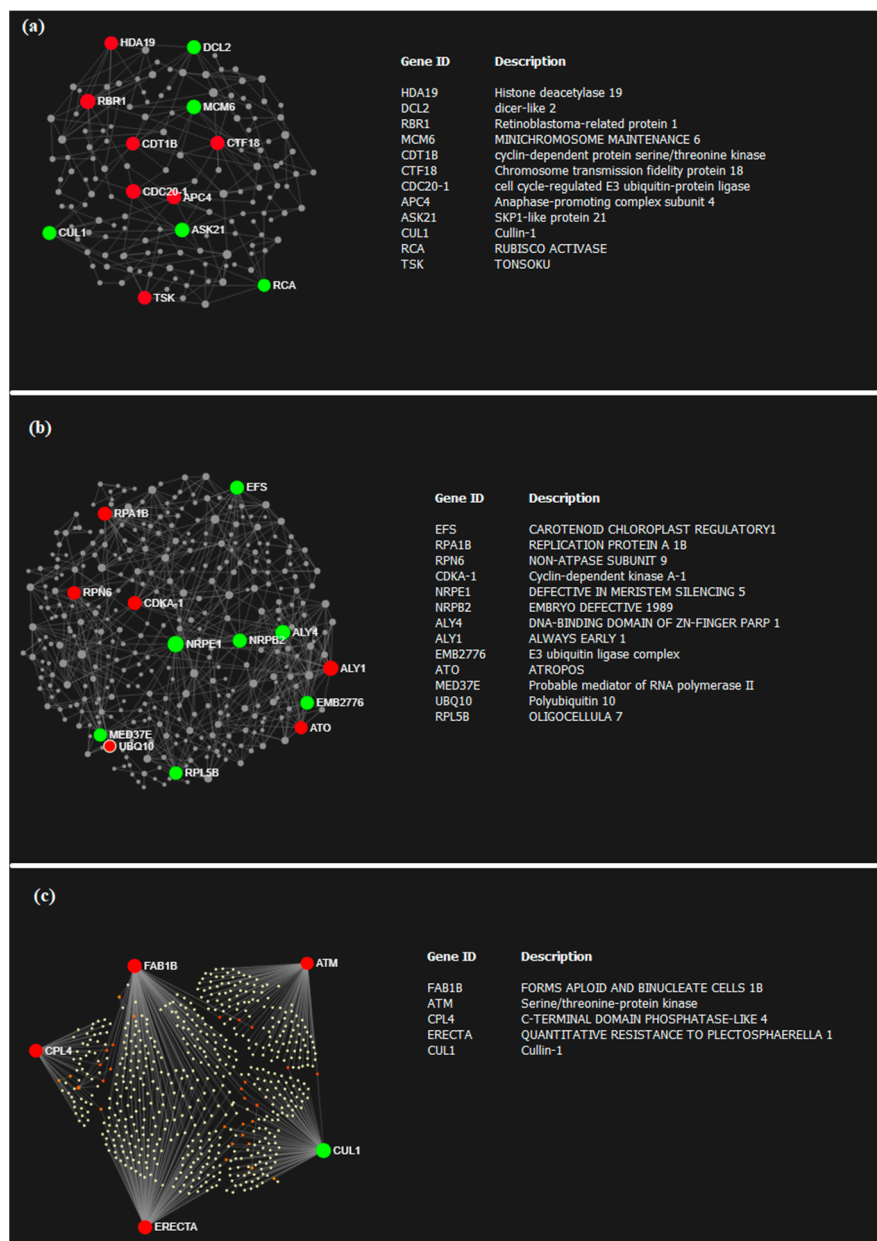 (a)
HDA19
DCL2
RBR1
MCM6
CDT1B
CTF18
CDC20-1
APC4
CUL1
ASK21
RCA
TSK
Gene ID Description
HDA19 Histone deacetylase 19
DCL2 dicer-like 2
RBR1 Retinoblastoma-related protein 1
MCM6 MINICHROMOSOME MAINTENANCE 6
CDT1B cyclin-dependent protein serine/threonine kinase
CTF18 Chromosome transmission fidelity protein 18
CDC20-1 cell cycle-regulated E3 ubiquitin-protein ligase
APC4 Anaphase-promoting complex subunit 4
ASK21 SKP1-like protein 21
CUL1 Cullin-1
RCA RUBISCO ACTIVASE
TSK TONSOKU
(b)
EFS
RPA1B
RPN6
CDKA-1
ALY4
NRPB2
NRPE1
ALY1
EMB2776
ATO
MED37E
UBQ10
RPL5B
Gene ID Description
EFS CAROTENOID CHLOROPLAST REGULATORY1
RPA1B REPLICATION PROTEIN A 1B
RPN6 NON-ATPASE SUBUNIT 9
CDKA-1 Cyclin-dependent kinase A-1
NRPE1 DEFECTIVE IN MERISTEM SILENCING 5
NRPB2 EMBRYO DEFECTIVE 1989
ALY4 DNA-BINDING DOMAIN OF ZN-FINGER PARP 1
ALY1 ALWAYS EARLY 1
EMB2776 E3 ubiquitin ligase complex
ATO ATROPOS
MED37E Probable mediator of RNA polymerase II
UBQ10 Polyubiquitin 10
RPL5B OLIGOCELLULA 7
(c)
FAB1B
ATM
CPL4
CUL1
ERECTA
Gene ID Description
FAB1B FORMS APLOID AND BINUCLEATE CELLS 1B
ATM Serine/threonine-protein kinase
CPL4 C-TERMINAL DOMAIN PHOSPHATASE-LIKE 4
ERECTA QUANTITATIVE RESISTANCE TO PLECTOSPHAERELLA 1
CUL1 Cullin-1